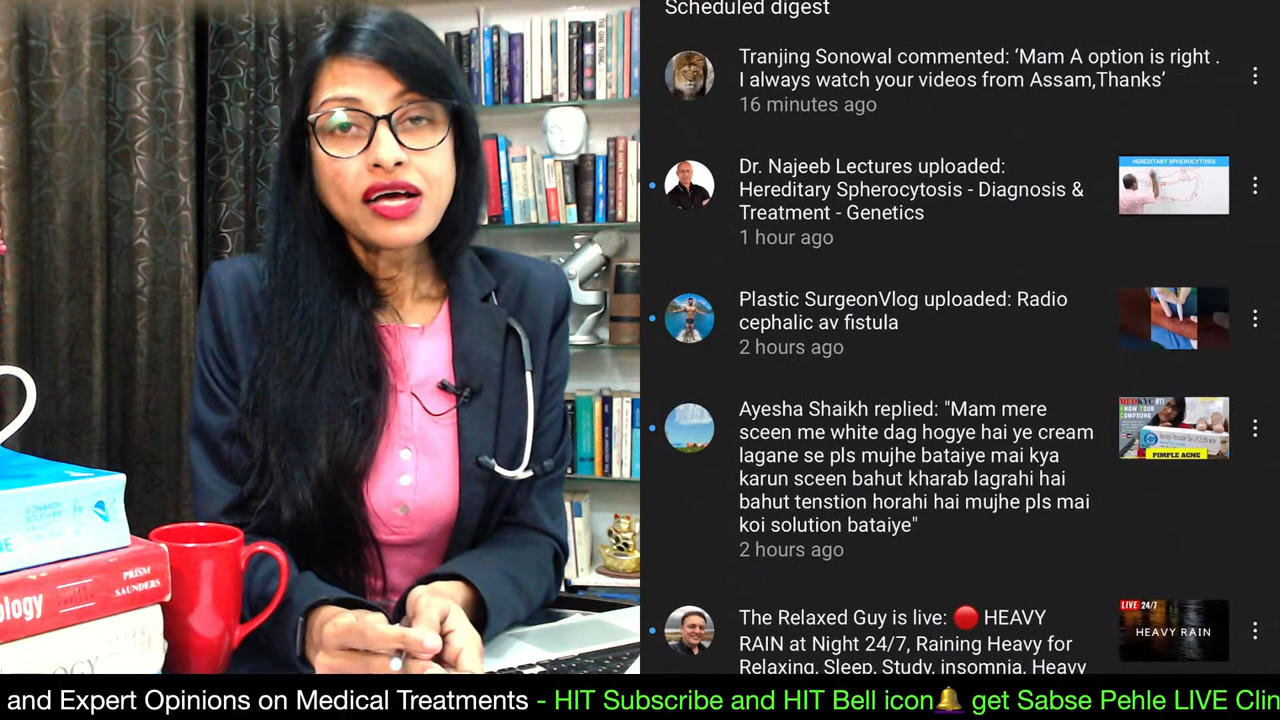 Scheduled digest
Tranjing Sonowal commented: ‘Mam A option is right .
I always watch your videos from Assam,Thanks’
16 minutes ago
Dr. Najeeb Lectures uploaded:
Hereditary Spherocytosis - Diagnosis &
Treatment - Genetics
1 hour ago
HEREDITARY SPHEROCYTOSIS
Plastic SurgeonVlog uploaded: Radio
cephalic av fistula
2 hours ago
Ayesha Shaikh replied: "Mam mere
sceen me white dag hogye hai ye cream
lagane se pls mujhe bataiye mai kya
karun sceen bahut kharab lagrahi hai
bahut tenstion horahi hai mujhe pls mai
koi solution bataiye"
2 hours ago
PIMPLE ACNE
The Relaxed Guy is live: 🔴 HEAVY
RAIN at Night 24/7, Raining Heavy for
Relaxing, Sleep, Study, insomnia, Heavy
LIVE 24/7
HEAVY RAIN
PRISM
SAUNDERS
ology
and Expert Opinions on Medical Treatments - HIT Subscribe and HIT Bell icon🔔 get Sabse Pehle LIVE Clin